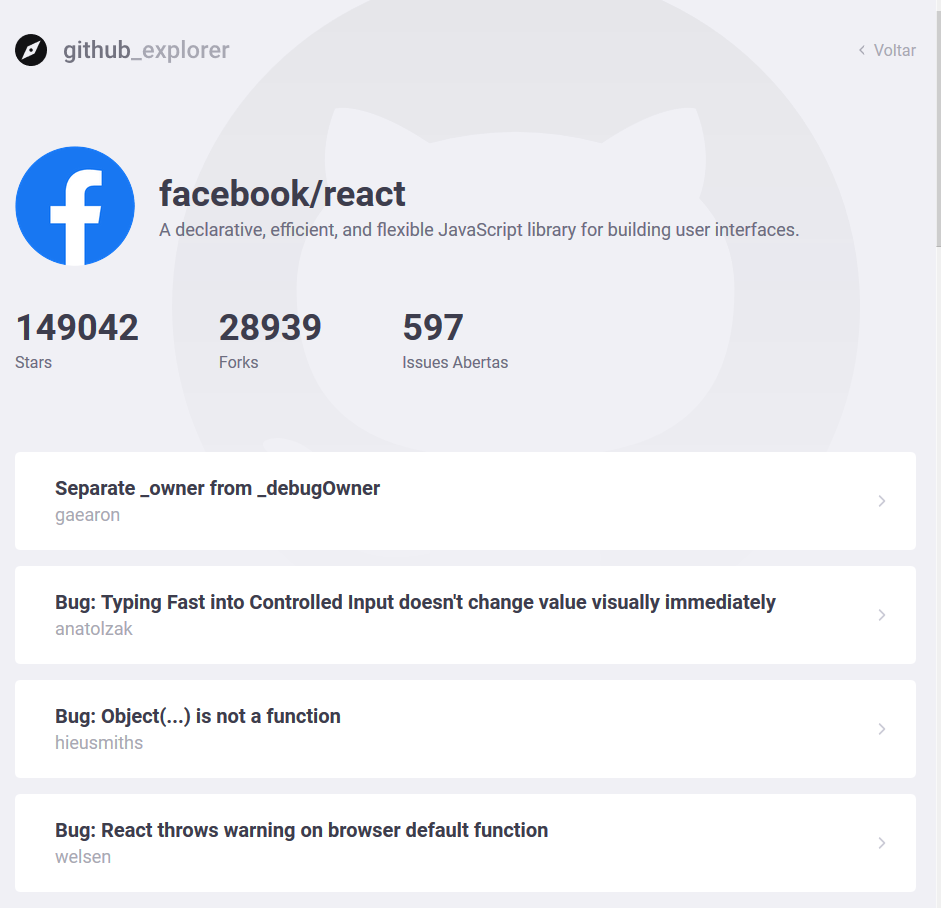 github_explorer
Voltar
facebook/react
A declarative, efficient, and flexible JavaScript library for building user interfaces.
149042 28939 597
Stars Forks Issues Abertas
Separate _owner from _debugOwner
gaearon
Bug: Typing Fast into Controlled Input doesn't change value visually immediately
anatolzak
Bug: Object(...) is not a function
hieusmiths
Bug: React throws warning on browser default function
welsen